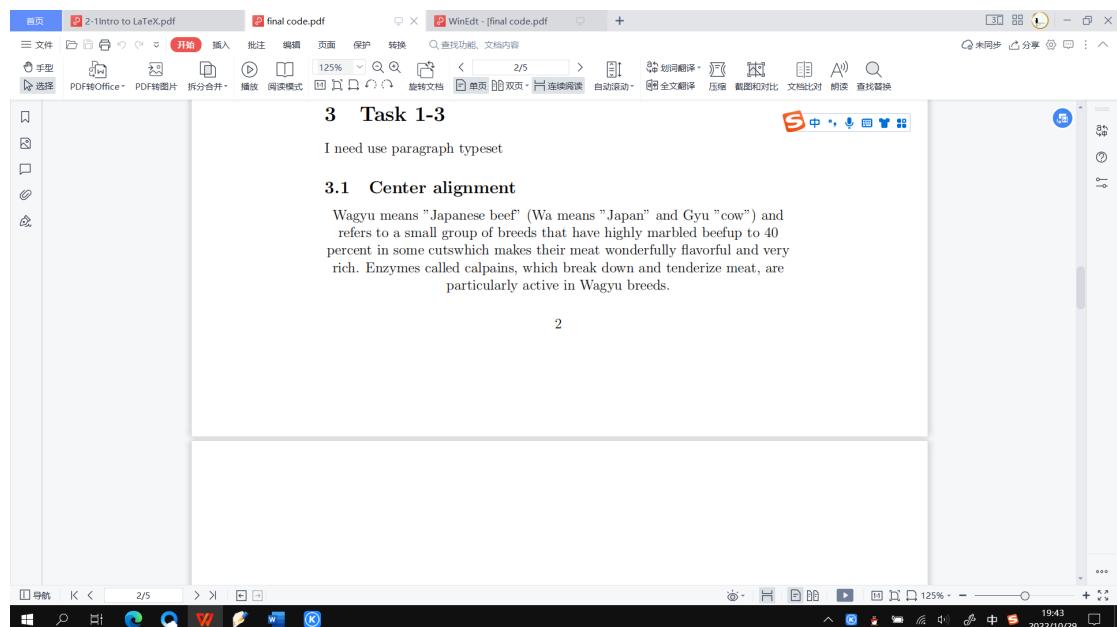 首页 2-1Intro to LaTeX.pdf final code.pdf WinEdt - [final code.pdf
三 文件 开始 插入 批注 编辑 页面 保护 转换 查找功能、文档内容 未同步 分享
手型 125% 2/5 划词翻译
选择 PDF转Office PDF转图片 拆分合并 播放 阅读模式 旋转文档 单页 双页 连续阅读 自动滚动 全文翻译 压缩 截图和对比 文档比对 朗读 查找替换
3 Task 1-3
中
I need use paragraph typeset
3.1 Center alignment
Wagyu means ”Japanese beef” (Wa means ”Japan” and Gyu ”cow”) and
refers to a small group of breeds that have highly marbled beefup to 40
percent in some cutswhich makes their meat wonderfully flavorful and very
rich. Enzymes called calpains, which break down and tenderize meat, are
particularly active in Wagyu breeds.
2
导航 2/5 125%
中 19:43
2022/10/29